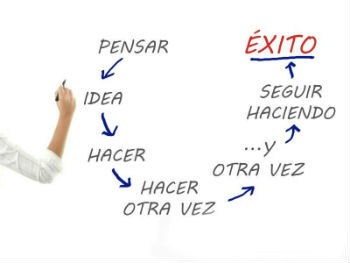 PENSAR
IDEA
HACER
HACER
OTRA VEZ
...y
OTRA VEZ
SEGUIR
HACIENDO
ÉXITO